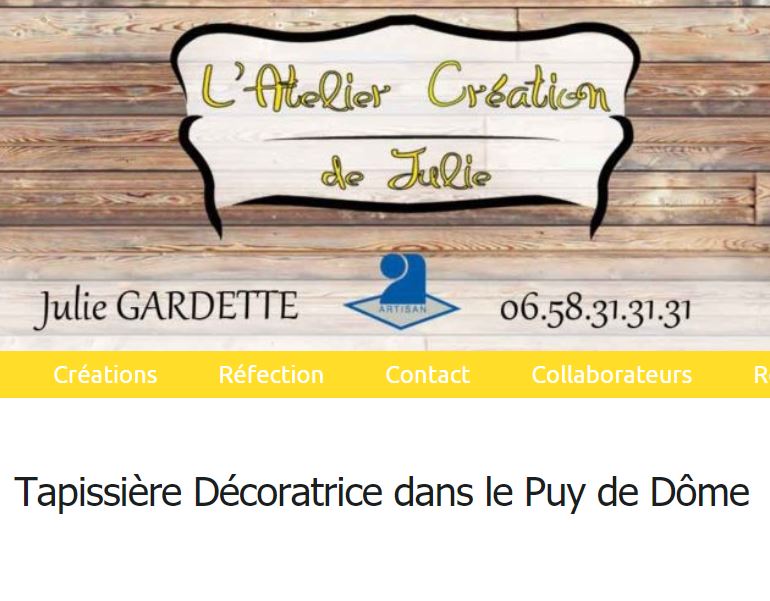 L'Atelier Création
de Julie
Julie GARDETTE
ARTISAN
06.58.31.31.31
Créations Réfection Contact Collaborateurs R
Tapissière Décoratrice dans le Puy de Dôme